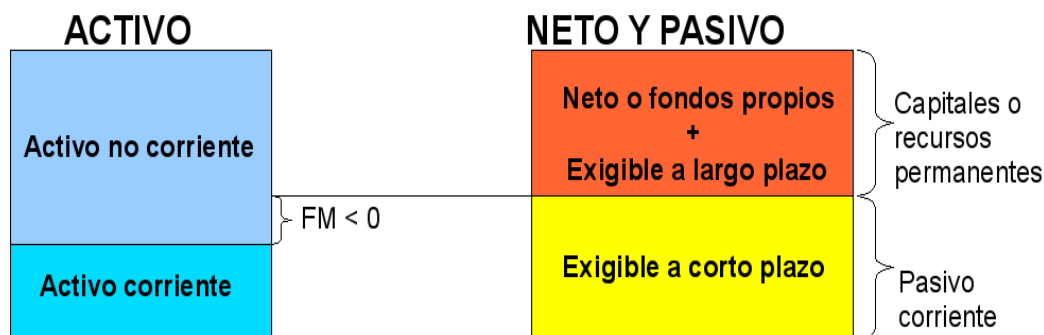 ACTIVO
NETO Y PASIVO
Activo no corriente
Neto o fondos propios
+
Exigible a largo plazo
Capitales o
recursos
permanentes
FM < 0
Activo corriente
Exigible a corto plazo
Pasivo
corriente